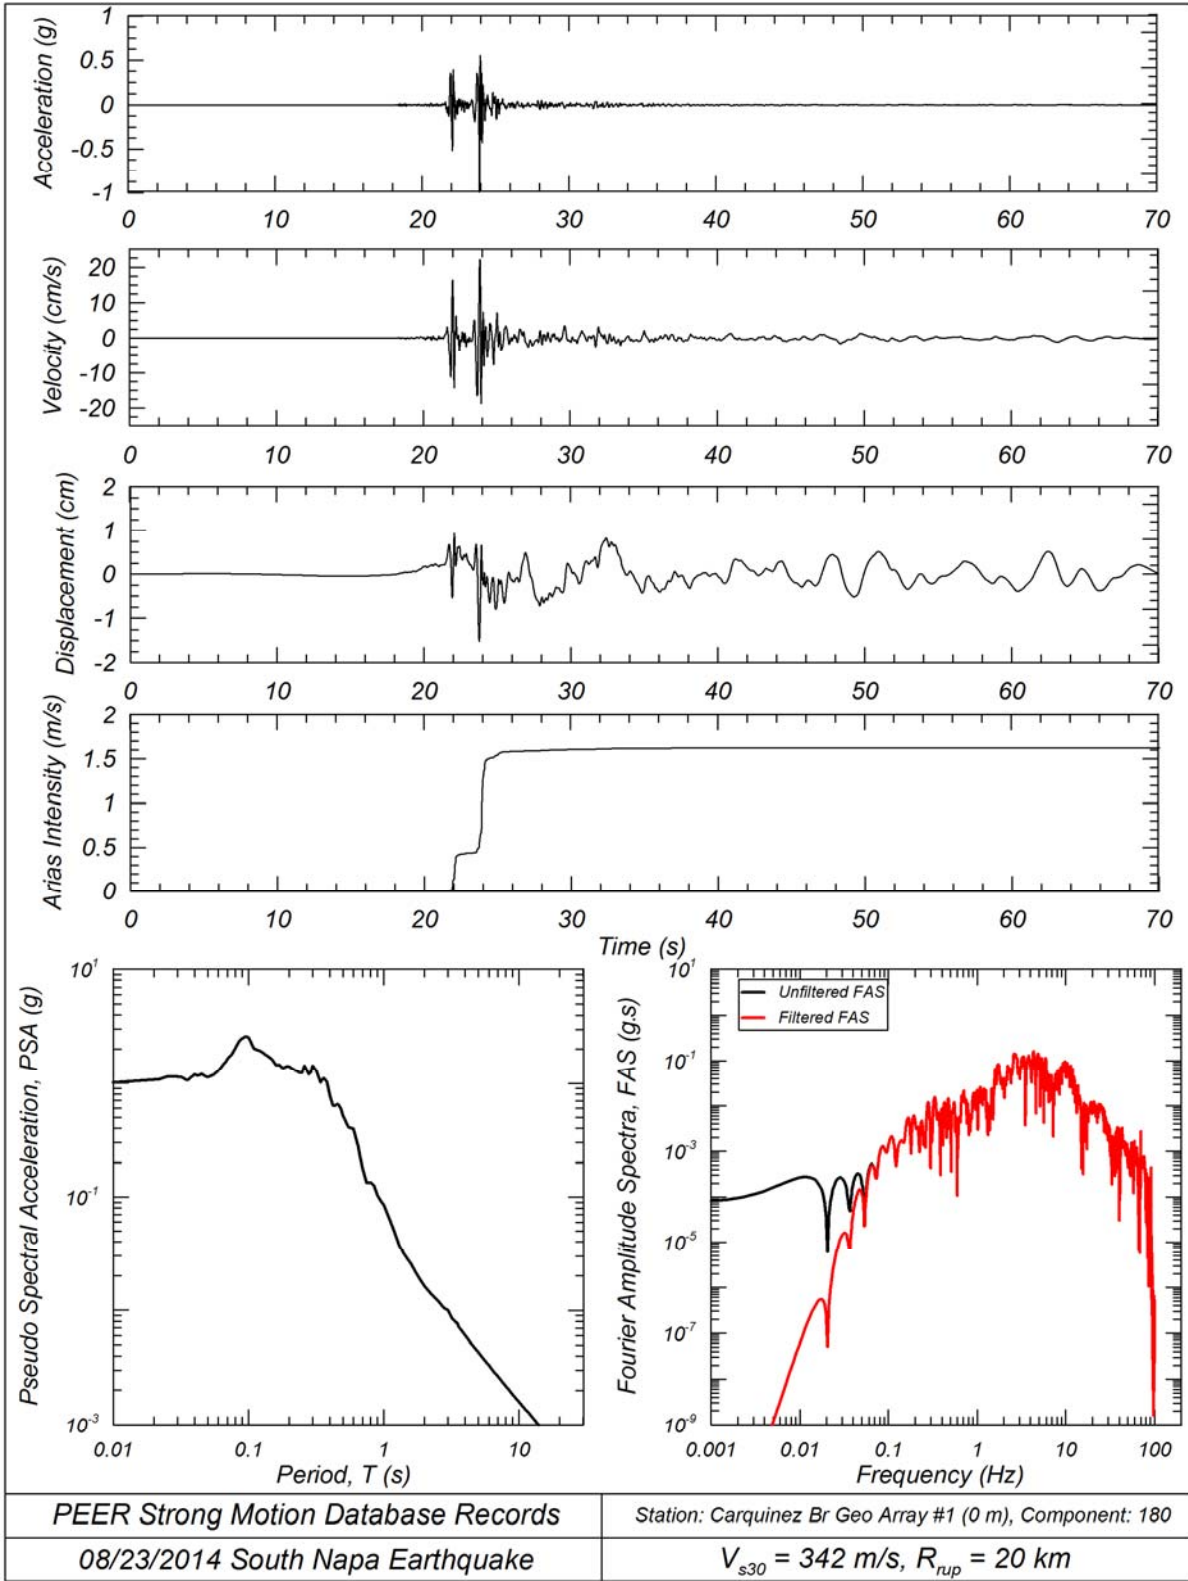 Acceleration (g)
1
0.5
0
-0.5
-1
0 10 20 30 40 50 60 70
Velocity (cm/s)
20
10
0
-10
-20
0 10 20 30 40 50 60 70
Displacement (cm)
2
1
0
-1
-2
0 10 20 30 40 50 60 70
Arias Intensity (m/s)
2
1.5
1
0.5
0
0 10 20 30 40 50 60 70
Time (s)
Pseudo Spectral Acceleration, PSA (g)
10¹
10⁻¹
10⁻³
0.01 0.1 1 10
Period, T (s)
Fourier Amplitude Spectra, FAS (g.s)
10¹
10⁻¹
10⁻³
10⁻⁵
10⁻⁷
10⁻⁹
Unfiltered FAS
Filtered FAS
0.001 0.01 0.1 1 10 100
Frequency (Hz)
PEER Strong Motion Database Records
Station: Carquinez Br Geo Array #1 (0 m), Component: 180
08/23/2014 South Napa Earthquake
Vs30 = 342 m/s, Rrup = 20 km